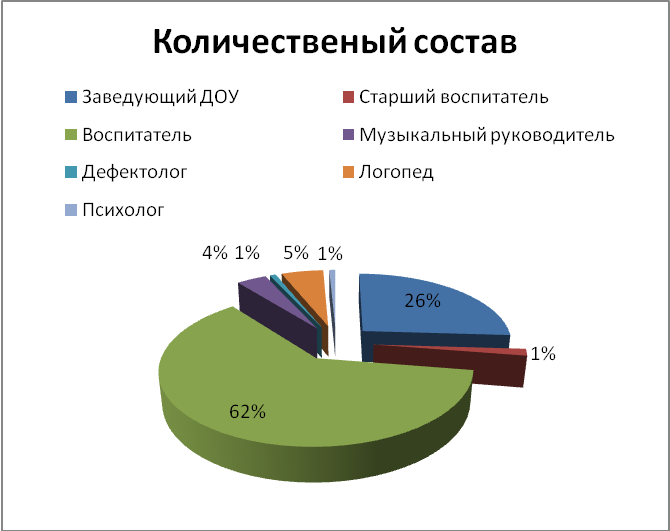 Количественый состав
Заведующий ДОУ
Старший воспитатель
Воспитатель
Музыкальный руководитель
Дефектолог
Логопед
Психолог
4% 1% 5% 1%
26%
1%
62%